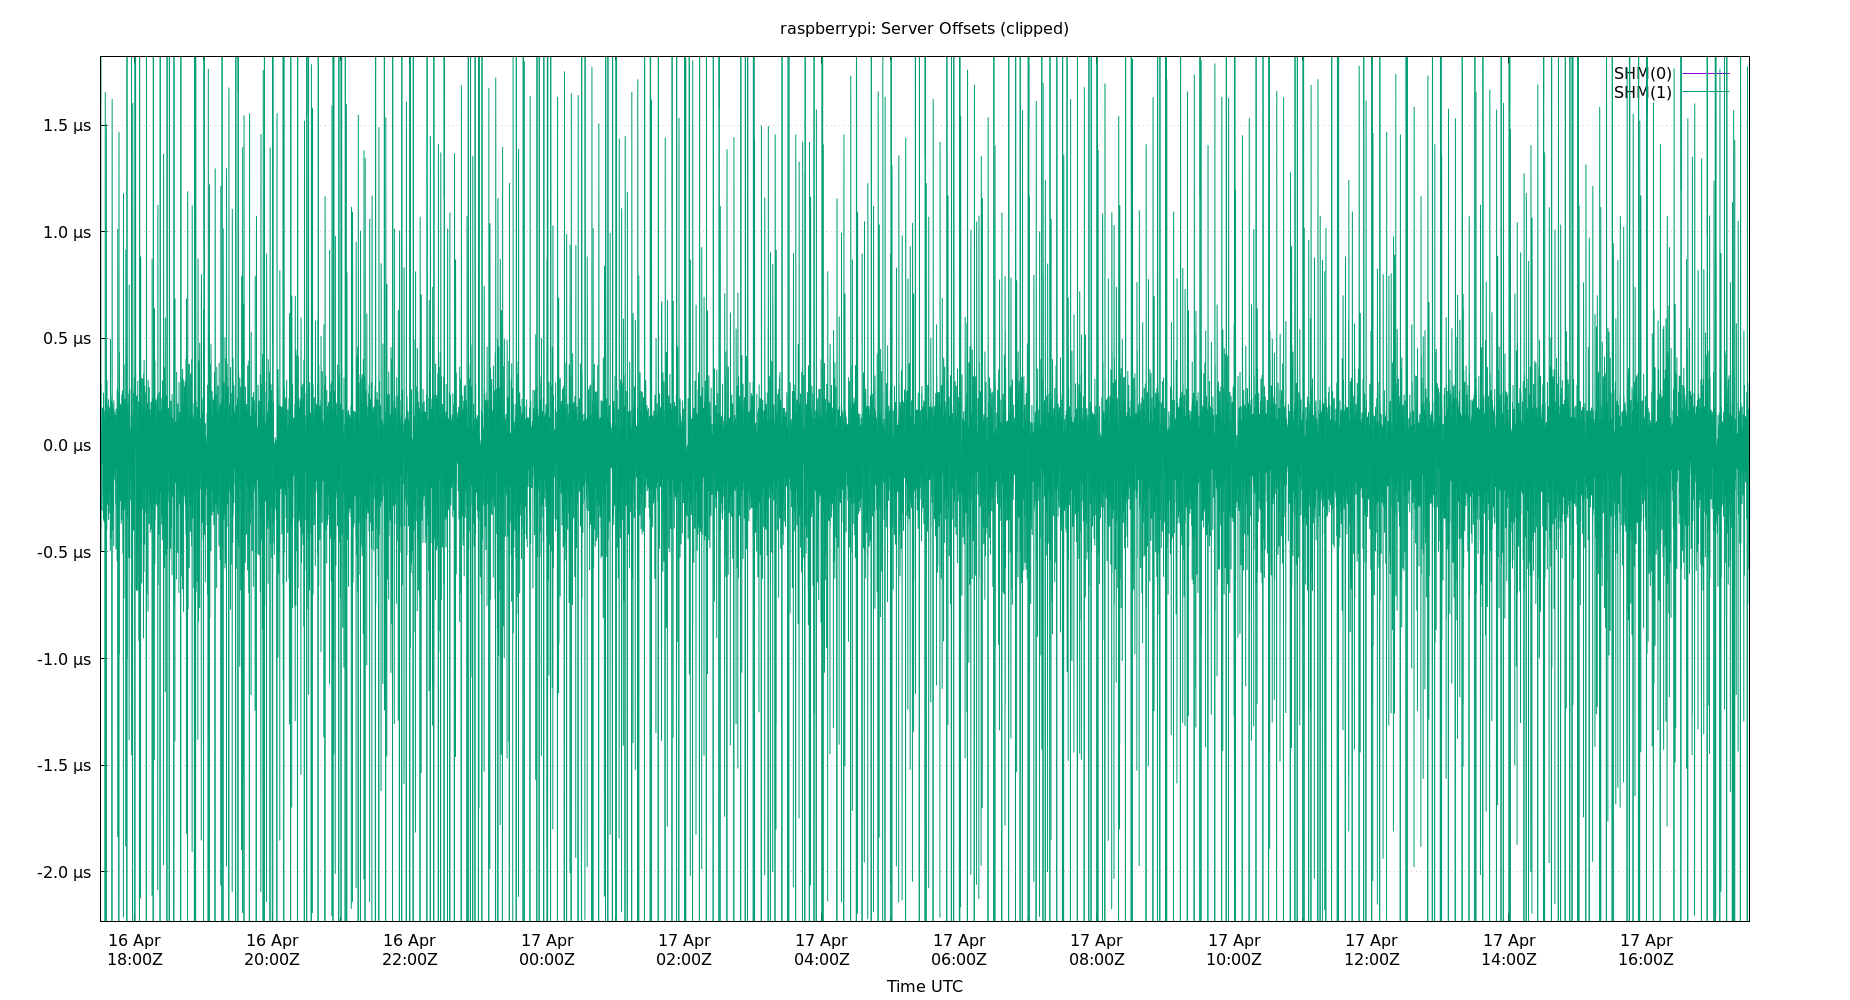 raspberrypi: Server Offsets (clipped)
SHM(0)
SHM(1)
1.5 μs
1.0 μs
0.5 μs
0.0 μs
-0.5 μs
-1.0 μs
-1.5 μs
-2.0 μs
16 Apr 16 Apr 16 Apr 17 Apr 17 Apr 17 Apr 17 Apr 17 Apr 17 Apr 17 Apr 17 Apr 17 Apr
18:00Z 20:00Z 22:00Z 00:00Z 02:00Z 04:00Z 06:00Z 08:00Z 10:00Z 12:00Z 14:00Z 16:00Z
Time UTC